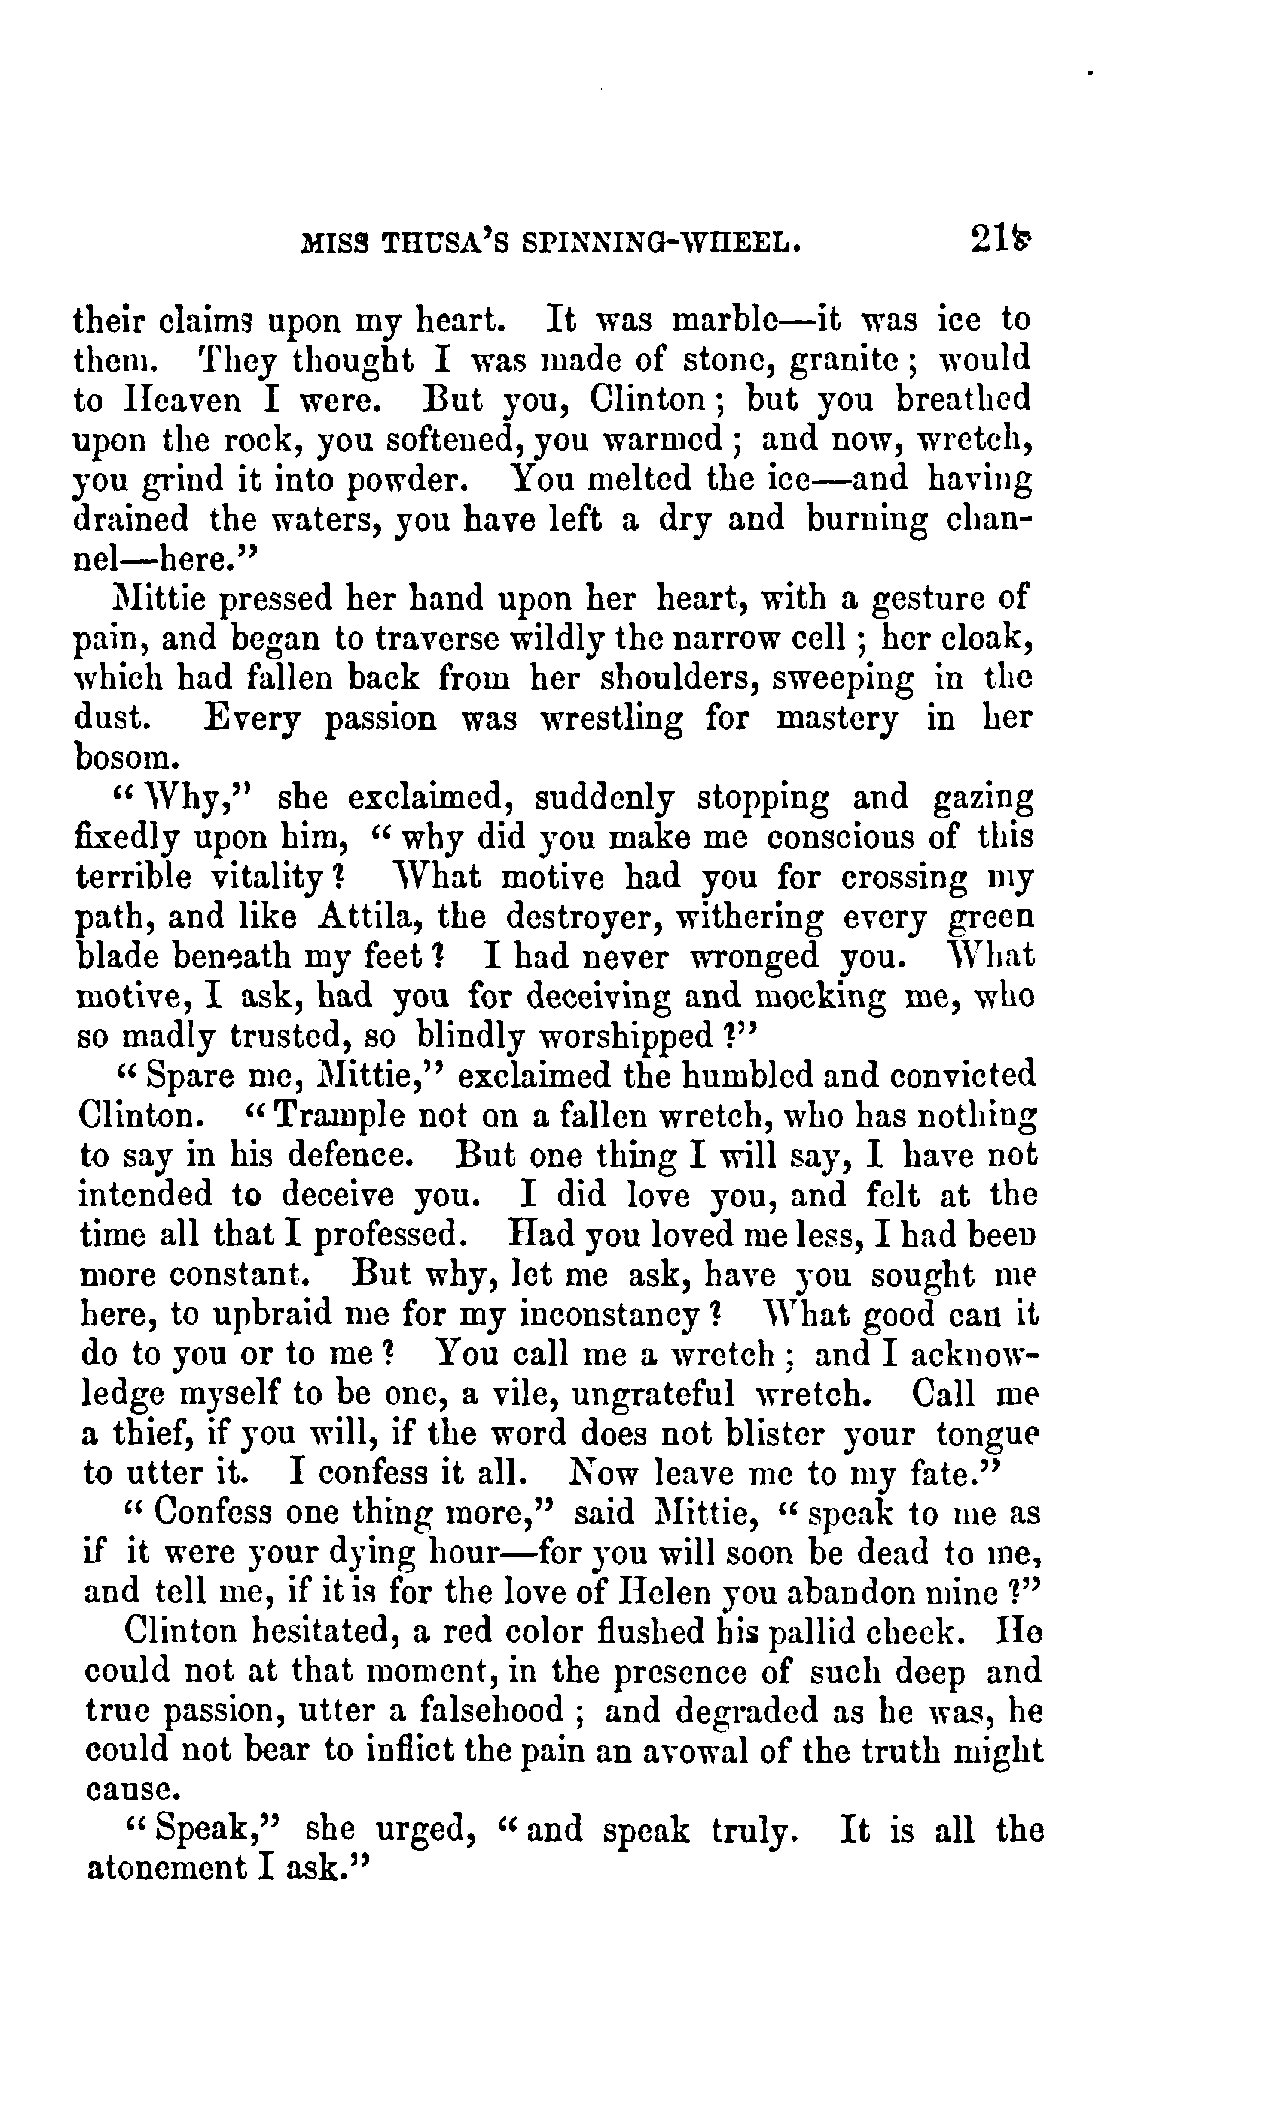 MISS THUSA'S SPINNING-WHEEL.
their claims upon my heart. It was marble—it was ice to
them. They thought I was made of stone, granite; would
to Heaven I were. But you, Clinton; but you breathed
upon the rock, you softened, you warmed; and now, wretch,
you grind it into powder. You melted the ice—and having
drained the waters, you have left a dry and burning chan-
nel—here."
Mittie pressed her hand upon her heart, with a gesture of
pain, and began to traverse wildly the narrow cell; her cloak,
which had fallen back from her shoulders, sweeping in the
dust. Every passion was wrestling for mastery in her
bosom.
"Why," she exclaimed, suddenly stopping and gazing
fixedly upon him, "why did you make me conscious of this
terrible vitality? What motive had you for crossing my
path, and like Attila, the destroyer, withering every green
blade beneath my feet? I had never wronged you. What
motive, I ask, had you for deceiving and mocking me, who
so madly trusted, so blindly worshipped?"
"Spare me, Mittie," exclaimed the humbled and convicted
Clinton. "Trample not on a fallen wretch, who has nothing
to say in his defence. But one thing I will say, I have not
intended to deceive you. I did love you, and felt at the
time all that I professed. Had you loved me less, I had been
more constant. But why, let me ask, have you sought me
here, to upbraid me for my inconstancy? What good can it
do to you or to me? You call me a wretch; and I acknow-
ledge myself to be one, a vile, ungrateful wretch. Call me
a thief, if you will, if the word does not blister your tongue
to utter it. I confess it all. Now leave me to my fate."
"Confess one thing more," said Mittie, "speak to me as
if it were your dying hour—for you will soon be dead to me,
and tell me, if it is for the love of Helen you abandon mine?"
Clinton hesitated, a red color flushed his pallid cheek. He
could not at that moment, in the presence of such deep and
true passion, utter a falsehood; and degraded as he was, he
could not bear to inflict the pain an avowal of the truth might
cause.
"Speak," she urged, "and speak truly. It is all the
atonement I ask."